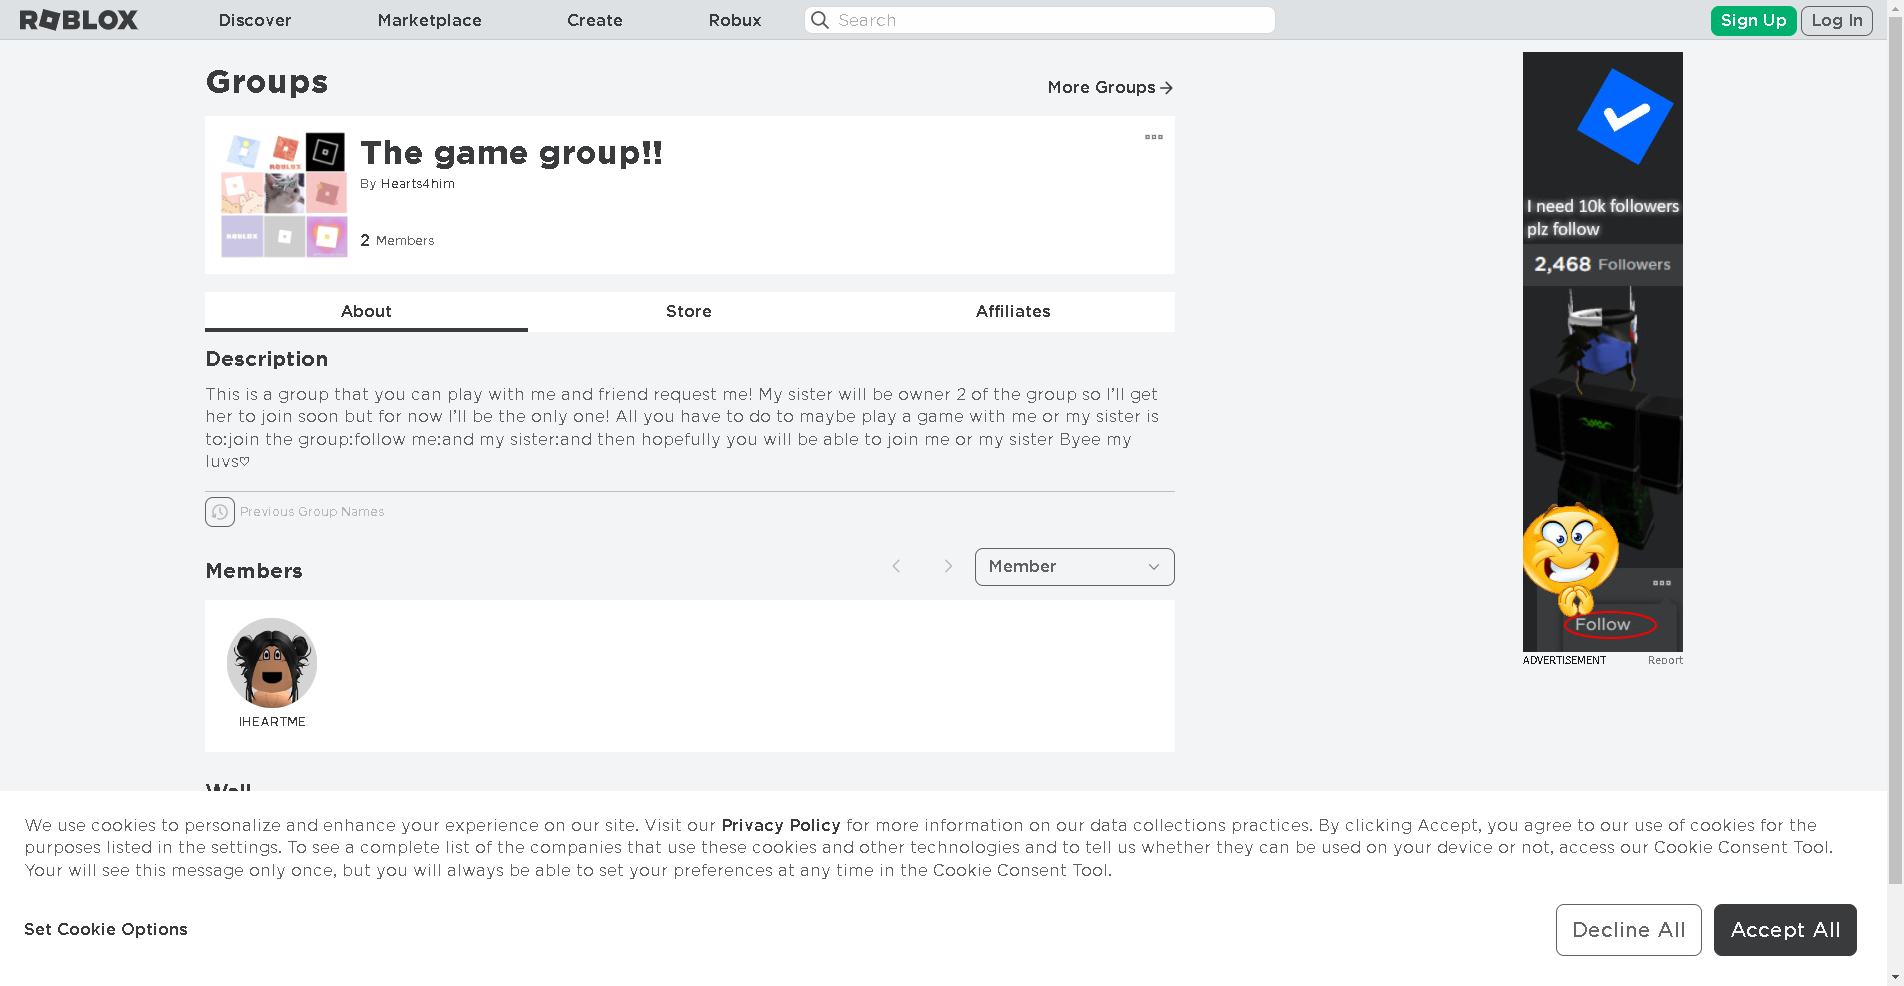 ROBLOX
Discover
Marketplace
Create
Robux
Search
Sign Up
Log In
Groups
More Groups
The game group!!
By Hearts4him
2 Members
ROBLOX
ROBLOX
About
Store
Affiliates
Description
This is a group that you can play with me and friend request me! My sister will be owner 2 of the group so I’ll get
her to join soon but for now I’ll be the only one! All you have to do to maybe play a game with me or my sister is
to:join the group:follow me:and my sister:and then hopefully you will be able to join me or my sister Byee my
luvs♡
Previous Group Names
Members
Member
IHEARTME
Wall
I need 10k followers
plz follow
2,468 Followers
Follow
ADVERTISEMENT
Report
We use cookies to personalize and enhance your experience on our site. Visit our Privacy Policy for more information on our data collections practices. By clicking Accept, you agree to our use of cookies for the
purposes listed in the settings. To see a complete list of the companies that use these cookies and other technologies and to tell us whether they can be used on your device or not, access our Cookie Consent Tool.
Your will see this message only once, but you will always be able to set your preferences at any time in the Cookie Consent Tool.
Set Cookie Options
Decline All
Accept All